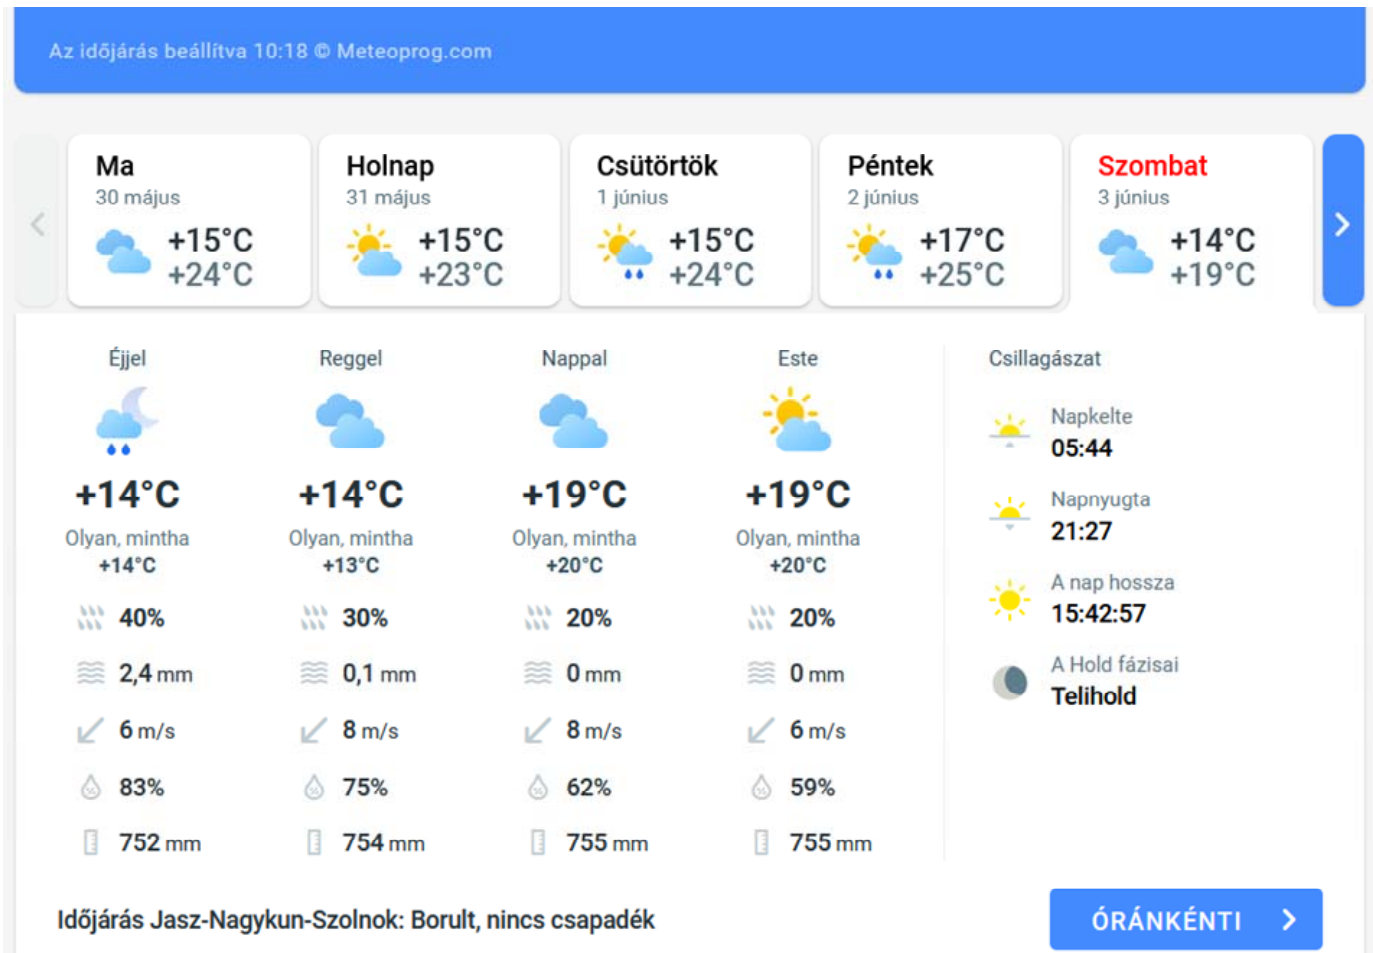 Az időjárás beállítva 10:18 © Meteoprog.com
Ma
30 május
+15°C
+24°C
Holnap
31 május
+15°C
+23°C
Csütörtök
1 június
+15°C
+24°C
Péntek
2 június
+17°C
+25°C
Szombat
3 június
+14°C
+19°C
Éjjel Reggel Nappal Este
+14°C +14°C +19°C +19°C
Olyan, mintha Olyan, mintha Olyan, mintha Olyan, mintha
+14°C +13°C +20°C +20°C
40% 30% 20% 20%
2,4 mm 0,1 mm 0 mm 0 mm
6 m/s 8 m/s 8 m/s 6 m/s
83% 75% 62% 59%
752 mm 754 mm 755 mm 755 mm
Csillagászat
Napkelte
05:44
Napnyugta
21:27
A nap hossza
15:42:57
A Hold fázisai
Telihold
Időjárás Jasz-Nagykun-Szolnok: Borult, nincs csapadék
ÓRÁNKÉNTI